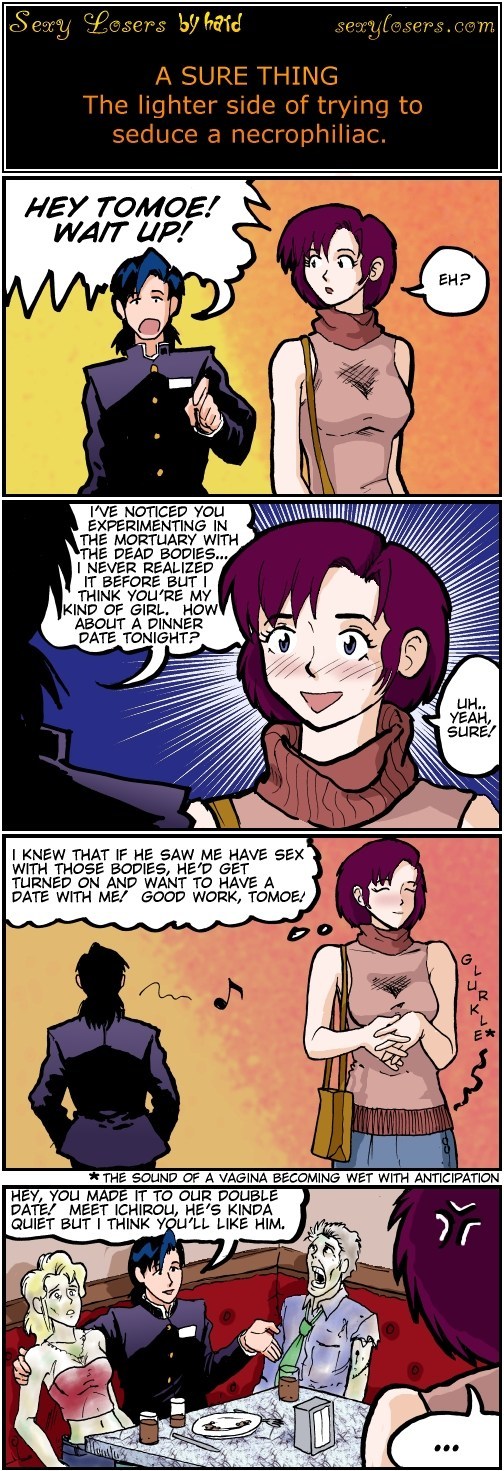 Sexy Losers by hard
sexylosers.com
A SURE THING
The lighter side of trying to
seduce a necrophiliac.
HEY TOMOE!
WAIT UP!
EH?
I'VE NOTICED YOU
EXPERIMENTING IN
THE MORTUARY WITH
THE DEAD BODIES...
I NEVER REALIZED
IT BEFORE BUT I
THINK YOU'RE MY
KIND OF GIRL. HOW
ABOUT A DINNER
DATE TONIGHT?
UH..
YEAH,
SURE!
I KNEW THAT IF HE SAW ME HAVE SEX
WITH THOSE BODIES, HE'D GET
TURNED ON AND WANT TO HAVE A
DATE WITH ME! GOOD WORK, TOMOE!
GLURKLE*
* THE SOUND OF A VAGINA BECOMING WET WITH ANTICIPATION
HEY, YOU MADE IT TO OUR DOUBLE
DATE! MEET ICHIROU, HE'S KINDA
QUIET BUT I THINK YOU'LL LIKE HIM.
...